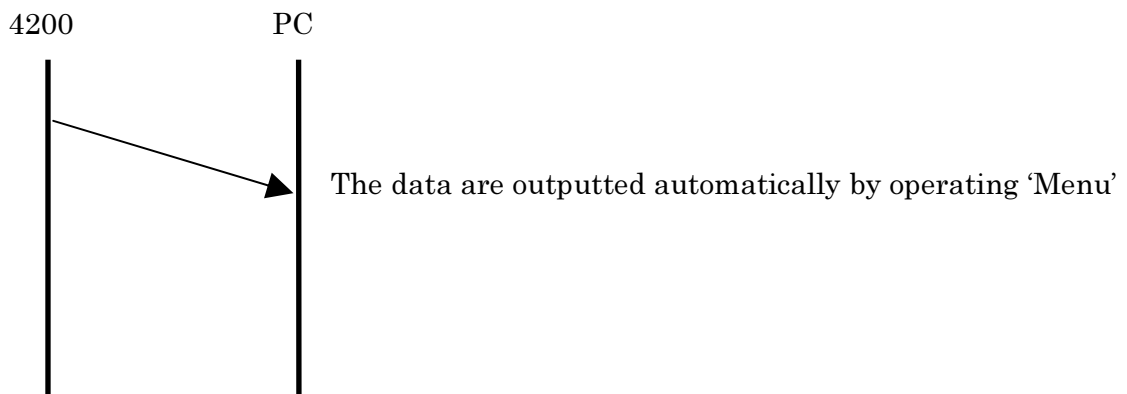 4200 PC
The data are outputted automatically by operating ‘Menu’